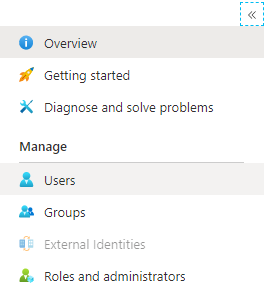 Overview
Getting started
Diagnose and solve problems
Manage
Users
Groups
External Identities
Roles and administrators